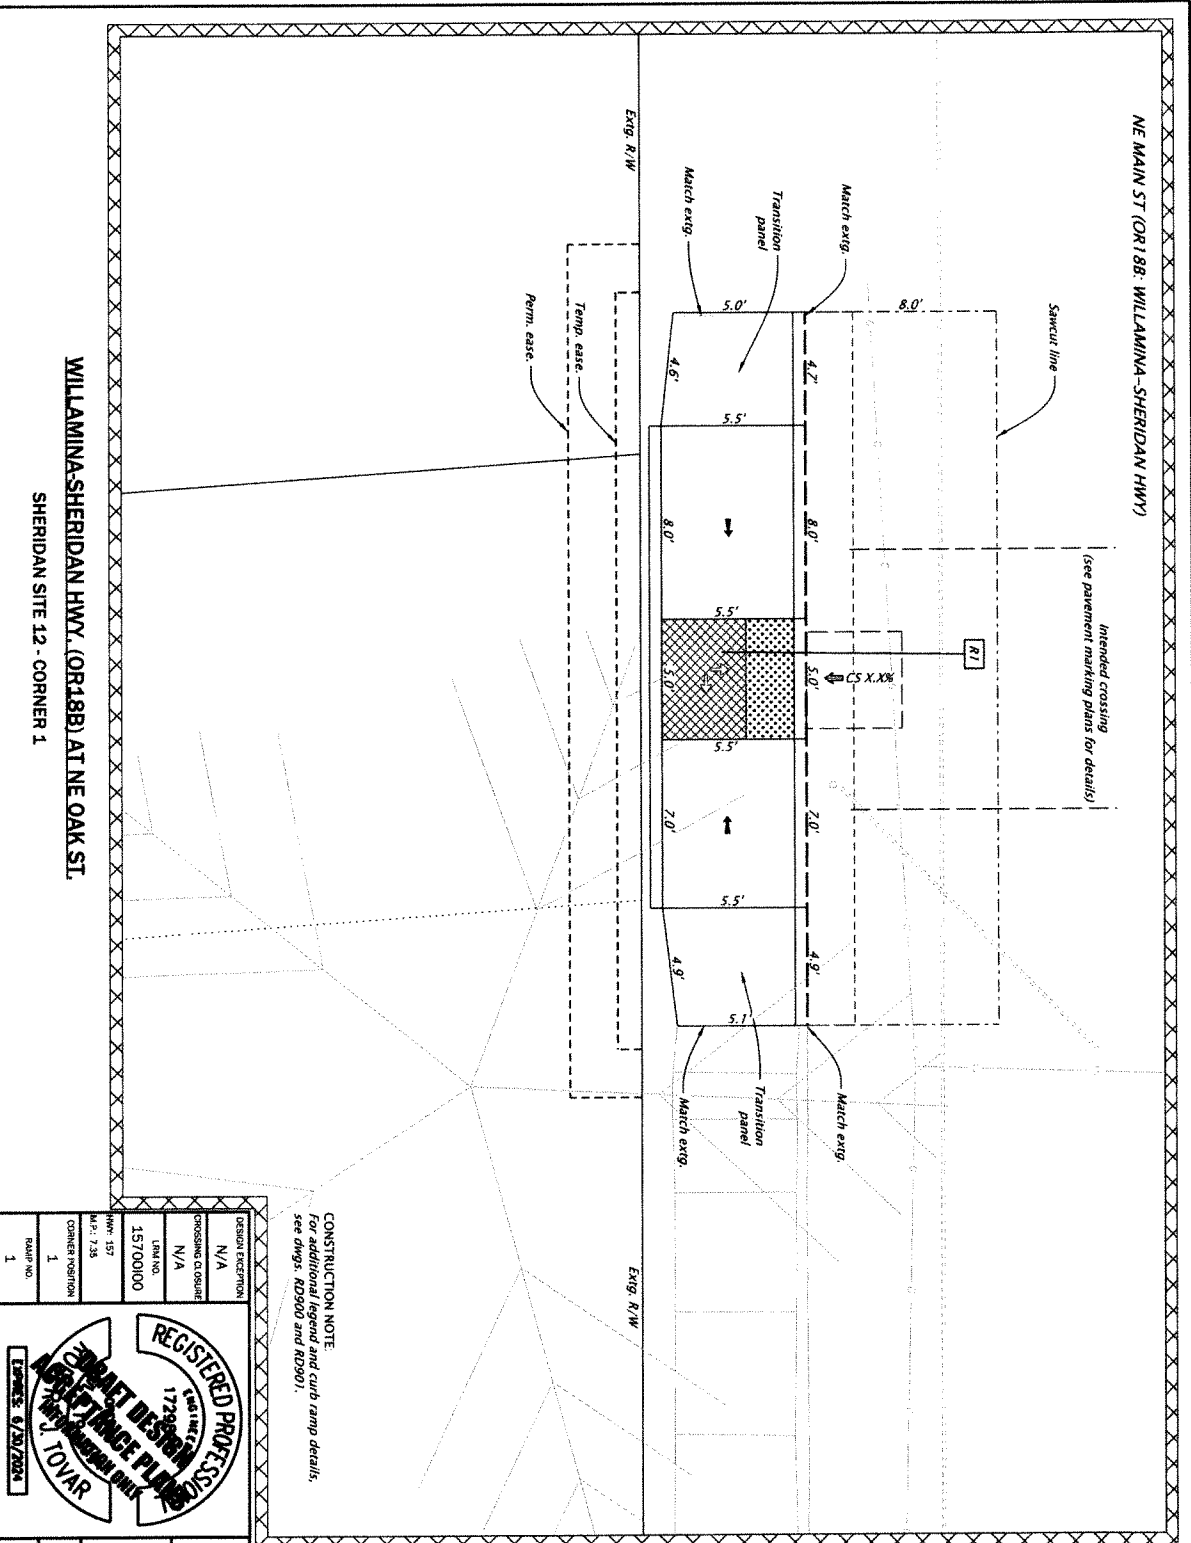 NE MAIN ST (OR18B: WILLAMINA-SHERIDAN HWY)
Sawcut line
Intended crossing
(see pavement marking plans for details)
8.0'
R1
CS X.X%
Match extg.
Transition
panel
Match extg.
Extg. R/W
5.0'
4.7'
8.0'
5.0'
7.0'
4.9'
5.5'
5.5'
5.5'
5.5'
5.1'
4.6'
8.0'
5.0'
7.0'
4.9'
Match extg.
Transition
panel
Match extg.
Extg. R/W
Temp. ease.
Perm. ease.
CONSTRUCTION NOTE:
For additional legend and curb ramp details,
see dwgs. RD900 and RD901.
WILLAMINA-SHERIDAN HWY. (OR18B) AT NE OAK ST.
SHERIDAN SITE 12 - CORNER 1
DESIGN EXCEPTION
N/A
CROSSING CLOSURE
N/A
LRM NO.
15700I00
HWY: 157
M.P.: 7.35
CORNER POSITION
1
RAMP NO.
1
REGISTERED PROFESSIONAL
ENGINEER
DRAFT DESIGN
ACCEPTANCE PLANS
INFORMATION ONLY
J. TOVAR
EXPIRES: 6/30/2024